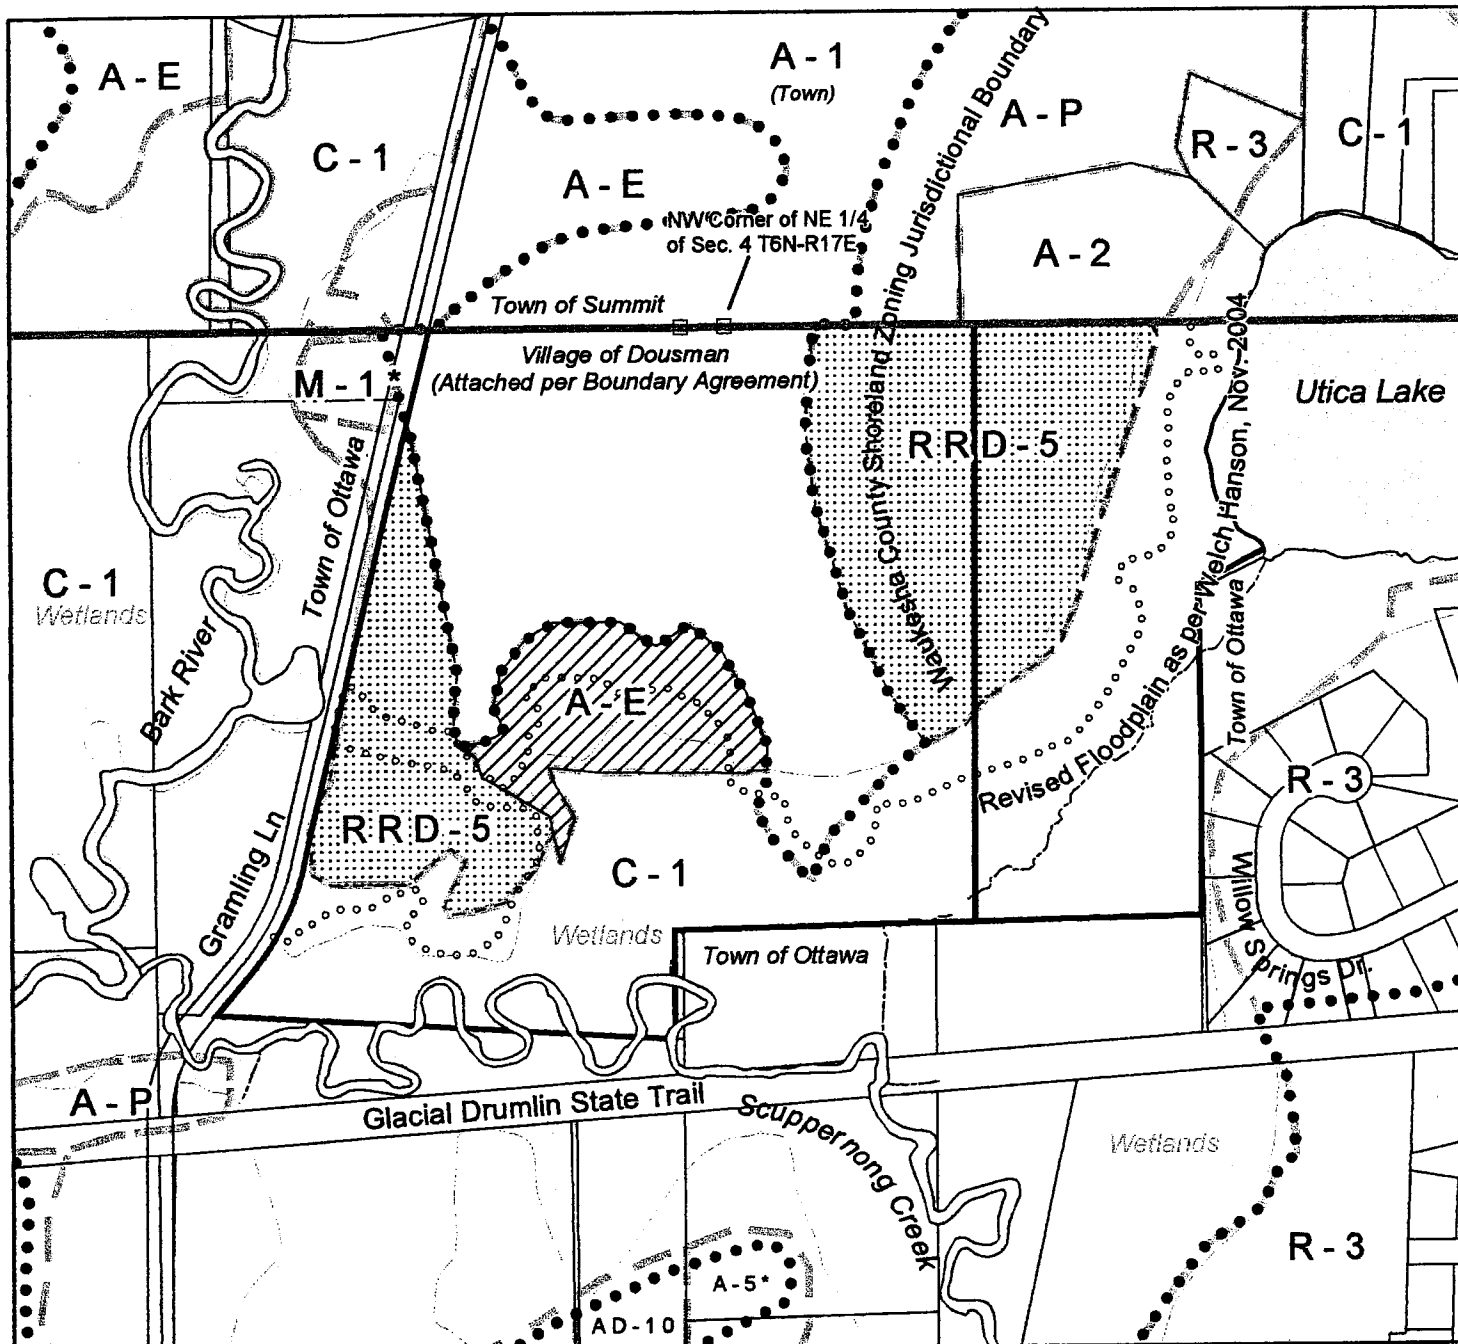 A - E
A - 1
(Town)
Waukesha County Shoreland Zoning Jurisdictional Boundary
A - P
R - 3
C - 1
C - 1
A - E
NW Corner of NE 1/4
of Sec. 4 T6N-R17E
A - 2
Town of Summit
Village of Dousman
(Attached per Boundary Agreement)
M - 1*
Utica Lake
Town of Ottawa
RRD - 5
Revised Floodplain as per Welch Hanson, Nov. 2004
C - 1
Wetlands
Bark River
Town of Ottawa
A - E
R - 3
RRD - 5
Gramling Ln
C - 1
Willow Springs Dr.
Wetlands
Town of Ottawa
A - P
Glacial Drumlin State Trail
Scuppernong Creek
Wetlands
R - 3
A - 5*
AD - 10